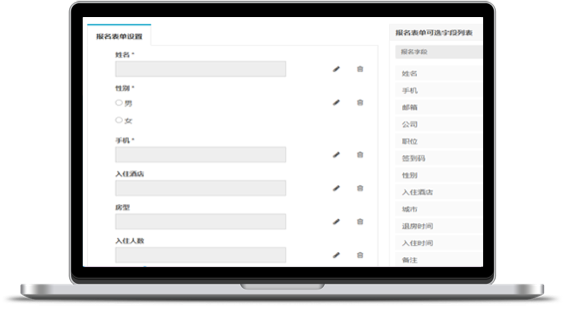 报名表单设置
姓名 *
性别 *
男
女
手机 *
入住酒店
房型
入住人数
报名表单可选字段列表
报名字段
姓名
手机
邮箱
公司
职位
签到码
性别
入住酒店
城市
退房时间
入住时间
备注